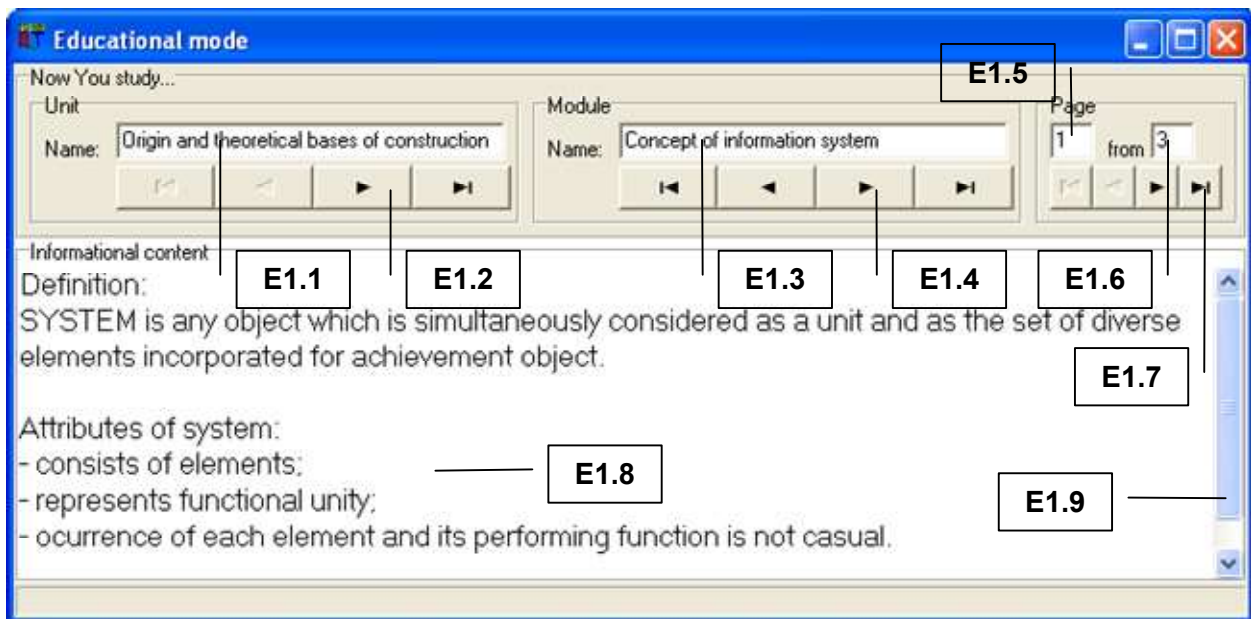 Educational mode
Now You study...
E1.5
Unit
Module
Page
Name: Origin and theoretical bases of construction
Name: Concept of information system
1 from 3
Informational content
E1.1
E1.2
E1.3
E1.4
E1.6
Definition:
SYSTEM is any object which is simultaneously considered as a unit and as the set of diverse
elements incorporated for achievement object.
E1.7
Attributes of system:
- consists of elements;
E1.8
- represents functional unity;
E1.9
- ocurrence of each element and its performing function is not casual.